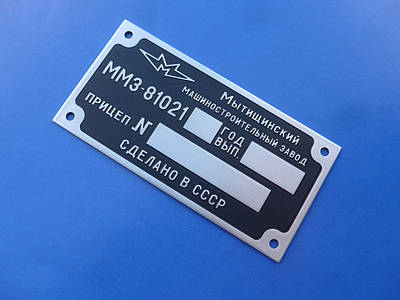 Мытищинский
машиностроительный завод
ММЗ-81021
год
вып.
прицеп N
сделано в СССР